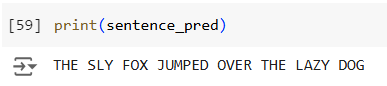 [59] print(sentence_pred)
THE SLY FOX JUMPED OVER THE LAZY DOG